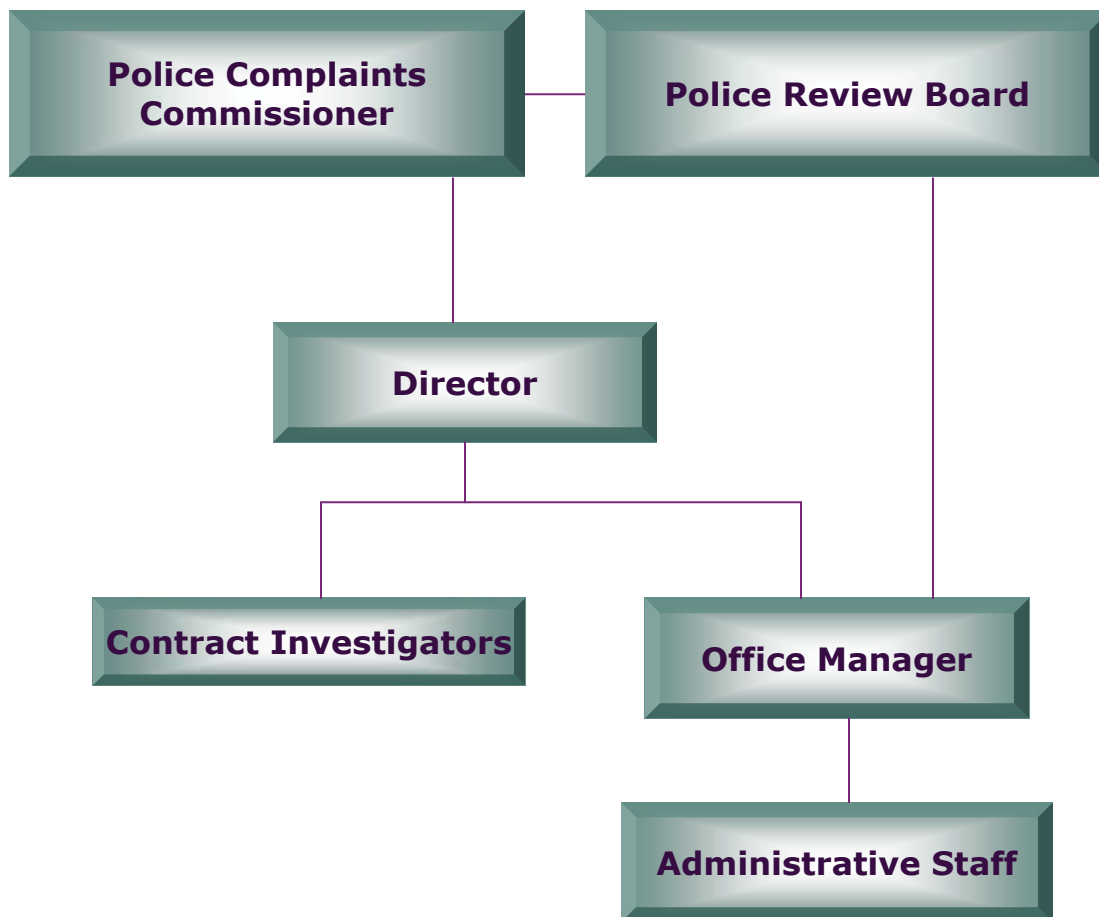 Police Complaints
Commissioner
Police Review Board
Director
Contract Investigators
Office Manager
Administrative Staff